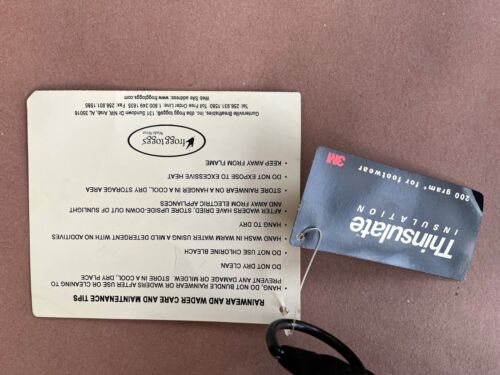 RAINWEAR AND WADER CARE AND MAINTENANCE TIPS
• HANG, DO NOT BUNDLE RAINWEAR OR WADERS AFTER USE OR CLEANING TO
PREVENT ANY MOLD OR MILDEW. STORE IN A COOL, DRY PLACE
• DO NOT DRY CLEAN
• DO NOT USE CHLORINE BLEACH
• HAND WASH WARM WATER USING A MILD DETERGENT WITH NO ADDITIVES
• HANG TO DRY
• AFTER WADERS HAVE DRIED, STORE UPSIDE-DOWN OUT OF SUNLIGHT
AND AWAY FROM ELECTRIC APPLIANCES
• STORE RAINWEAR ON A HANGER IN A COOL, DRY STORAGE AREA
• DO NOT EXPOSE TO EXCESSIVE HEAT
• KEEP AWAY FROM FLAME
frogg toggs
Guntersville Breathables, Inc. dba frogg toggs®, 131 Sundown Dr. NW, Arab, AL, 35016
Tel: 256.931.1580 Toll Free Order Line: 1.800.349.1835 Fax: 256.931.1585
Web Site address: www.froggtoggs.com
Thinsulate
INSULATION
200 gram* for footwear
3M